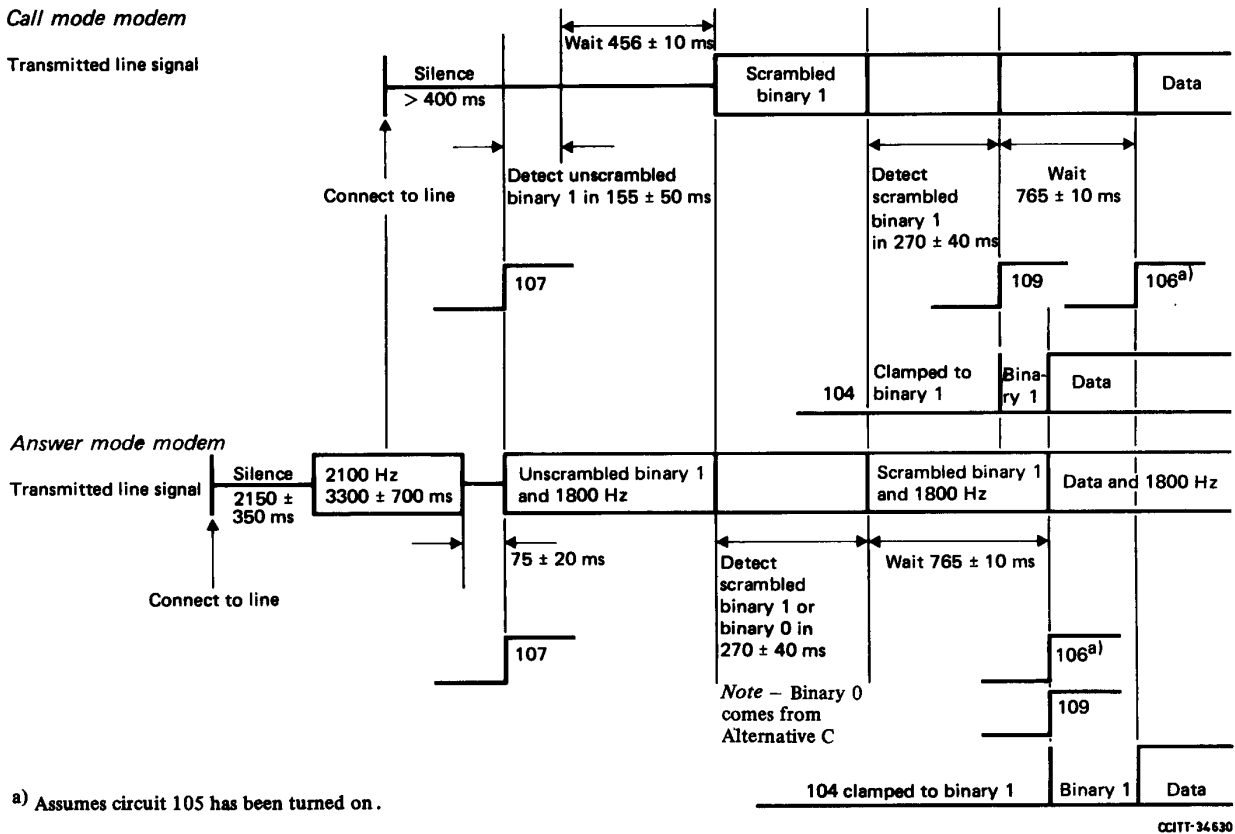 Call mode modem
Wait 456 ± 10 ms
Transmitted line signal
Silence
> 400 ms
Scrambled
binary 1
Data
Connect to line
Detect unscrambled
binary 1 in 155 ± 50 ms
Detect
scrambled
binary 1
in 270 ± 40 ms
Wait
765 ± 10 ms
107
109
106a)
104
Clamped to
binary 1
Bina-
ry 1
Data
Answer mode modem
Transmitted line signal
Silence
2150 ±
350 ms
2100 Hz
3300 ± 700 ms
Unscrambled binary 1
and 1800 Hz
Scrambled binary 1
and 1800 Hz
Data and 1800 Hz
75 ± 20 ms
Connect to line
Detect
scrambled
binary 1 or
binary 0 in
270 ± 40 ms
Wait 765 ± 10 ms
107
106a)
Note – Binary 0
comes from
Alternative C
109
104 clamped to binary 1
Binary 1
Data
a) Assumes circuit 105 has been turned on.
CCITT-34630